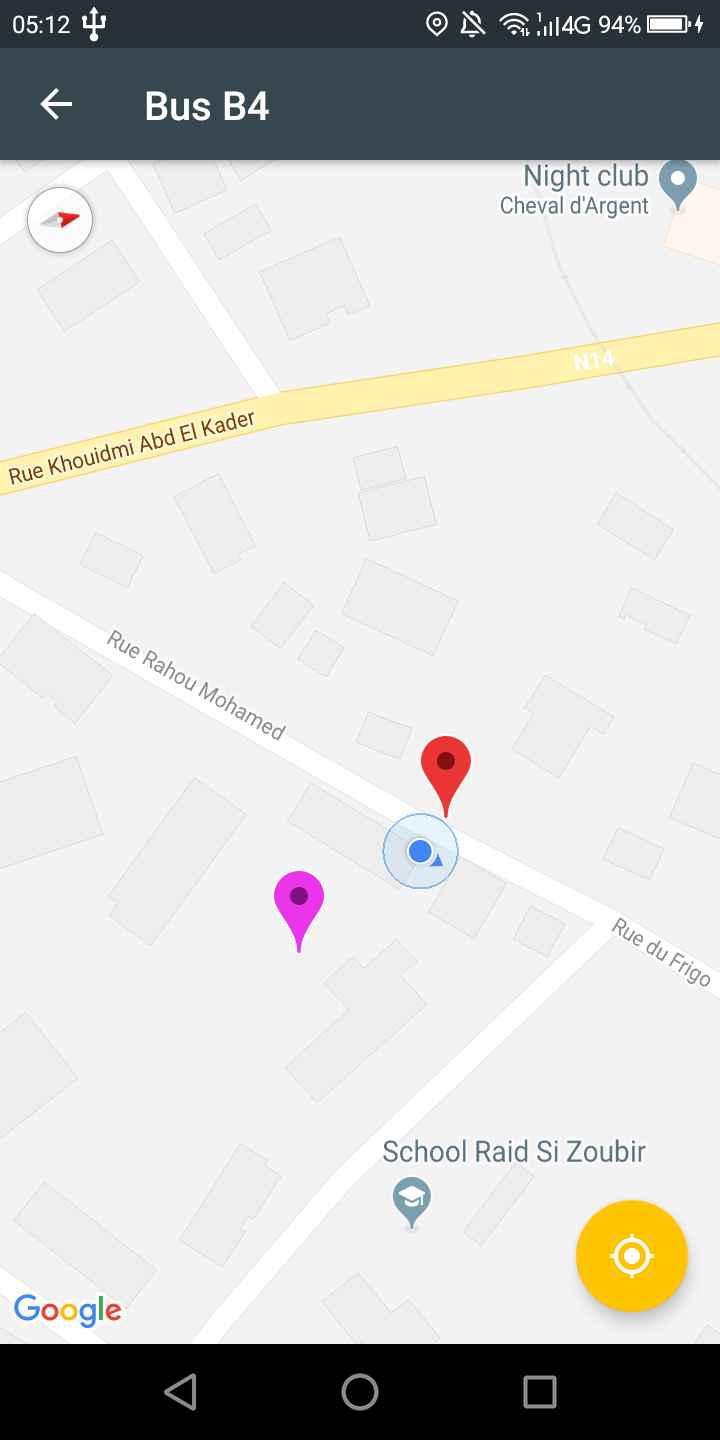 05:12
1 4G 94%
Bus B4
Night club
Cheval d'Argent
N14
Rue Khouidmi Abd El Kader
Rue Rahou Mohamed
Rue du Frigo
School Raid Si Zoubir
Google